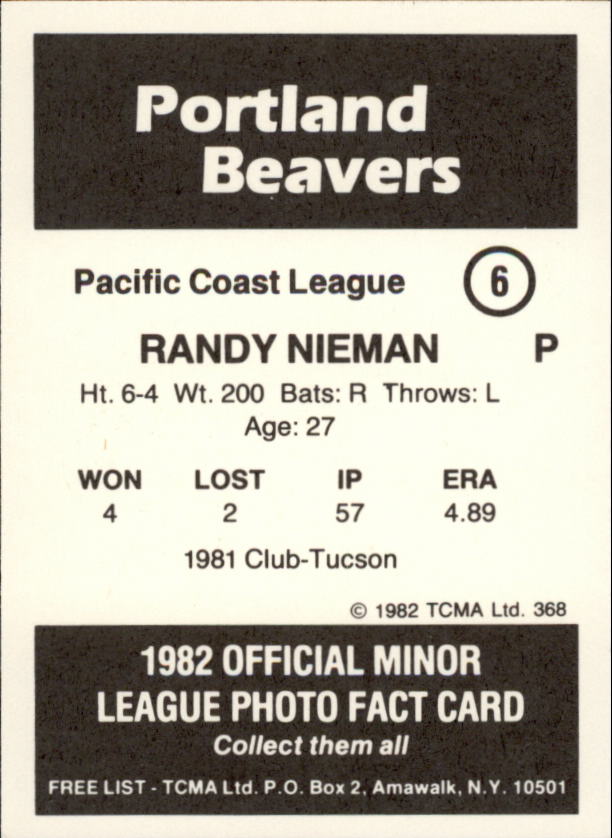 Portland
Beavers
Pacific Coast League 6
RANDY NIEMAN P
Ht. 6-4 Wt. 200 Bats: R Throws: L
Age: 27
WON LOST IP ERA
4 2 57 4.89
1981 Club-Tucson
© 1982 TCMA Ltd. 368
1982 OFFICIAL MINOR
LEAGUE PHOTO FACT CARD
Collect them all
FREE LIST - TCMA Ltd. P.O. Box 2, Amawalk, N.Y. 10501